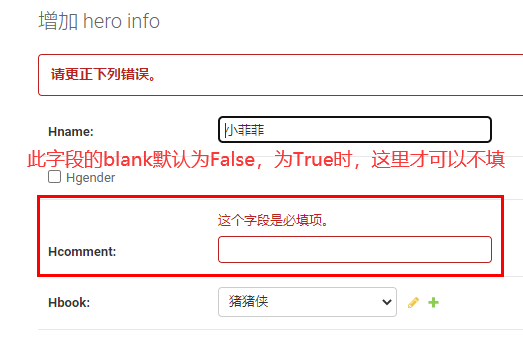 增加 hero info
请更正下列错误。
Hname:
小菲菲
此字段的blank默认为False，为True时，这里才可以不填
Hgender
这个字段是必填项。
Hcomment:
Hbook:
猪猪侠